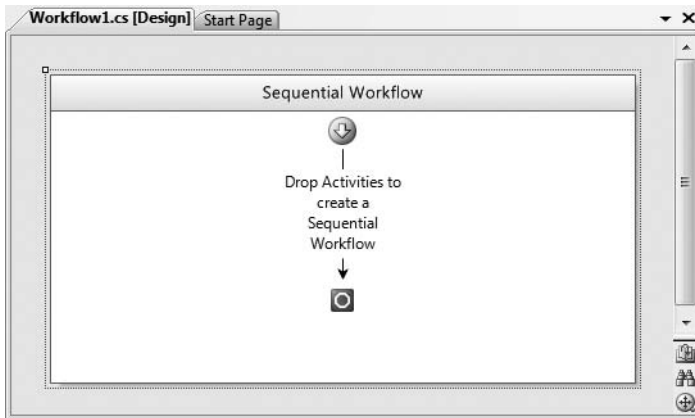 Workflow1.cs [Design]
Start Page
Sequential Workflow
Drop Activities to
create a
Sequential
Workflow